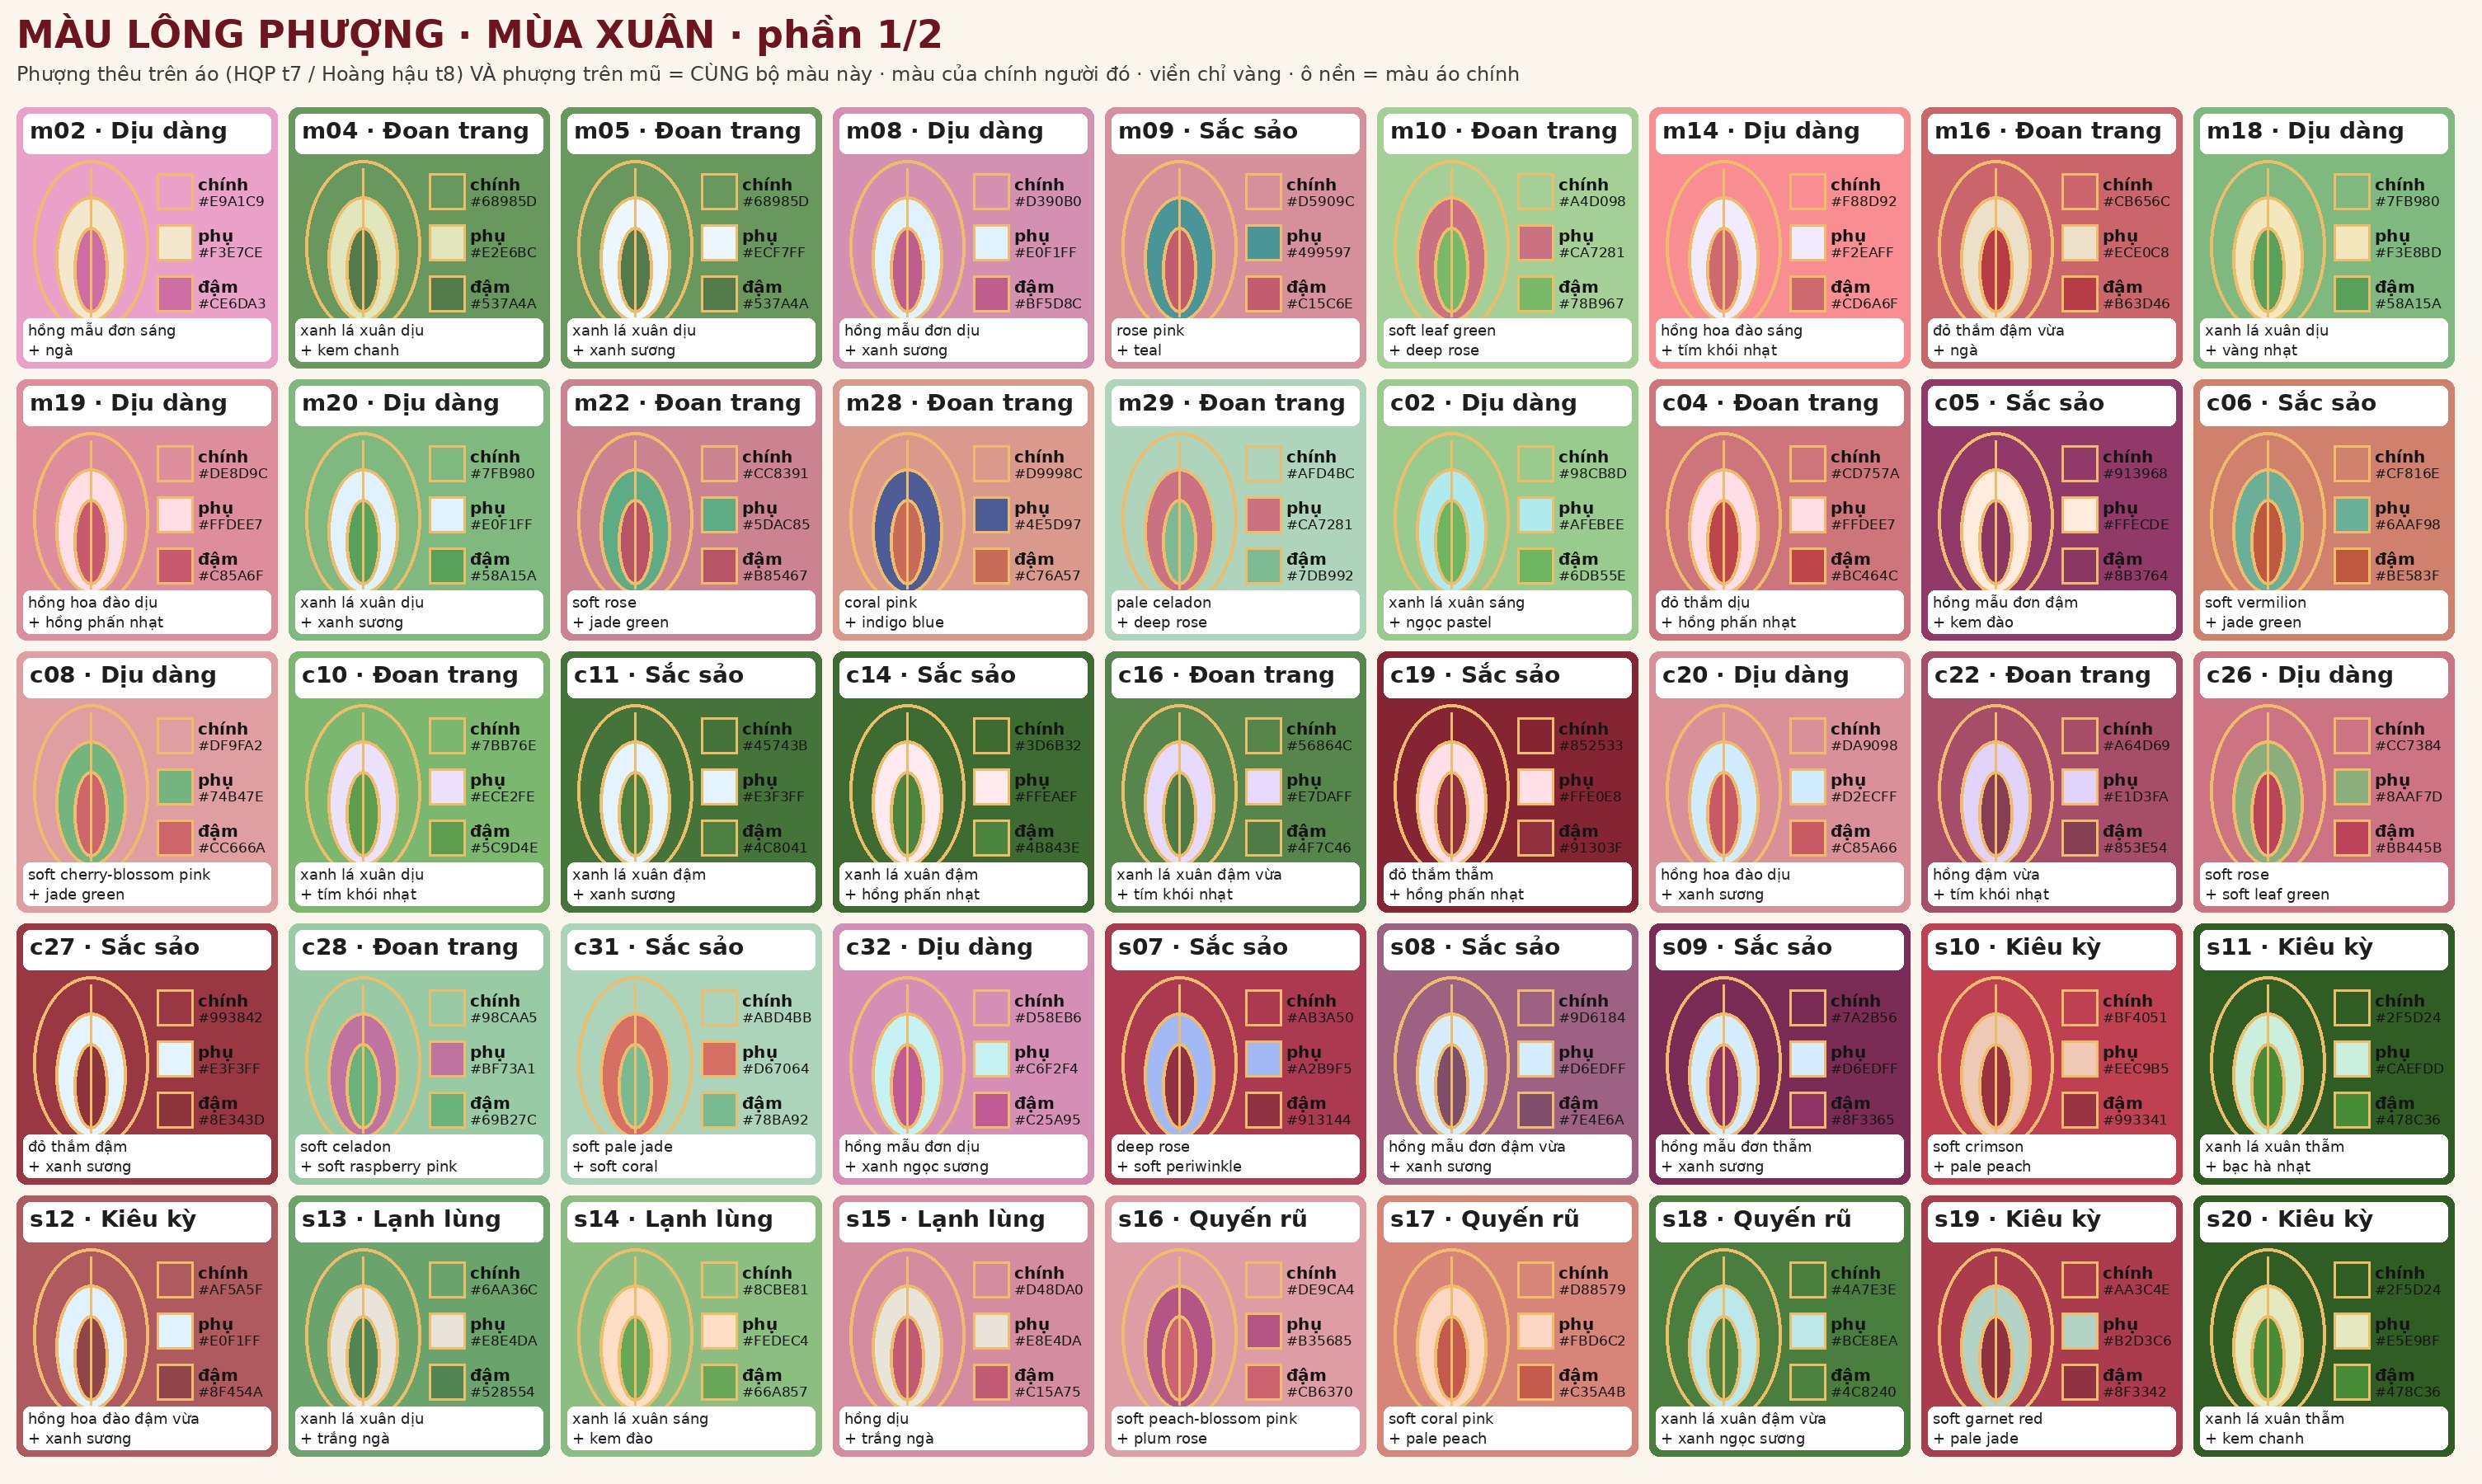 MÀU LÔNG PHƯỢNG · MÙA XUÂN · phần 1/2
Phượng thêu trên áo (HQP t7 / Hoàng hậu t8) VÀ phượng trên mũ = CÙNG bộ màu này · màu của chính người đó · viền chỉ vàng · ô nền = màu áo chính
m02 · Dịu dàng
chính
#E9A1C9
phụ
#F3E7CE
đậm
#CE6DA3
hồng mẫu đơn sáng
+ ngà
m04 · Đoan trang
chính
#68985D
phụ
#E2E6BC
đậm
#537A4A
xanh lá xuân dịu
+ kem chanh
m05 · Đoan trang
chính
#68985D
phụ
#ECF7FF
đậm
#537A4A
xanh lá xuân dịu
+ xanh sương
m08 · Dịu dàng
chính
#D390B0
phụ
#E0F1FF
đậm
#BF5D8C
hồng mẫu đơn dịu
+ xanh sương
m09 · Sắc sảo
chính
#D5909C
phụ
#499597
đậm
#C15C6E
rose pink
+ teal
m10 · Đoan trang
chính
#A4D098
phụ
#CA7281
đậm
#78B967
soft leaf green
+ deep rose
m14 · Dịu dàng
chính
#F88D92
phụ
#F2EAFF
đậm
#CD6A6F
hồng hoa đào sáng
+ tím khói nhạt
m16 · Đoan trang
chính
#CB656C
phụ
#ECE0C8
đậm
#B63D46
đỏ thắm đậm vừa
+ ngà
m18 · Dịu dàng
chính
#7FB980
phụ
#F3E8BD
đậm
#58A15A
xanh lá xuân dịu
+ vàng nhạt
m19 · Dịu dàng
chính
#DE8D9C
phụ
#FFDEE7
đậm
#C85A6F
hồng hoa đào dịu
+ hồng phấn nhạt
m20 · Dịu dàng
chính
#7FB980
phụ
#E0F1FF
đậm
#58A15A
xanh lá xuân dịu
+ xanh sương
m22 · Đoan trang
chính
#CC8391
phụ
#5DAC85
đậm
#B85467
soft rose
+ jade green
m28 · Đoan trang
chính
#D9998C
phụ
#4E5D97
đậm
#C76A57
coral pink
+ indigo blue
m29 · Đoan trang
chính
#AFD4BC
phụ
#CA7281
đậm
#7DB992
pale celadon
+ deep rose
c02 · Dịu dàng
chính
#98CB8D
phụ
#AFEBEE
đậm
#6DB55E
xanh lá xuân sáng
+ ngọc pastel
c04 · Đoan trang
chính
#CD757A
phụ
#FFDEE7
đậm
#BC464C
đỏ thắm dịu
+ hồng phấn nhạt
c05 · Sắc sảo
chính
#913968
phụ
#FFECDE
đậm
#8B3764
hồng mẫu đơn đậm
+ kem đào
c06 · Sắc sảo
chính
#CF816E
phụ
#6AAF98
đậm
#BE583F
soft vermilion
+ jade green
c08 · Dịu dàng
chính
#DF9FA2
phụ
#74B47E
đậm
#CC666A
soft cherry-blossom pink
+ jade green
c10 · Đoan trang
chính
#7BB76E
phụ
#ECE2FE
đậm
#5C9D4E
xanh lá xuân dịu
+ tím khói nhạt
c11 · Sắc sảo
chính
#45743B
phụ
#E3F3FF
đậm
#4C8041
xanh lá xuân đậm
+ xanh sương
c14 · Sắc sảo
chính
#3D6B32
phụ
#FFEAEF
đậm
#4B843E
xanh lá xuân đậm
+ hồng phấn nhạt
c16 · Đoan trang
chính
#56864C
phụ
#E7DAFF
đậm
#4F7C46
xanh lá xuân đậm vừa
+ tím khói nhạt
c19 · Sắc sảo
chính
#852533
phụ
#FFE0E8
đậm
#91303F
đỏ thắm thẫm
+ hồng phấn nhạt
c20 · Dịu dàng
chính
#DA9098
phụ
#D2ECFF
đậm
#C85A66
hồng hoa đào dịu
+ xanh sương
c22 · Đoan trang
chính
#A64D69
phụ
#E1D3FA
đậm
#853E54
hồng đậm vừa
+ tím khói nhạt
c26 · Dịu dàng
chính
#CC7384
phụ
#8AAF7D
đậm
#BB445B
soft rose
+ soft leaf green
c27 · Sắc sảo
chính
#993842
phụ
#E3F3FF
đậm
#8E343D
đỏ thắm đậm
+ xanh sương
c28 · Đoan trang
chính
#98CAA5
phụ
#BF73A1
đậm
#69B27C
soft celadon
+ soft raspberry pink
c31 · Sắc sảo
chính
#ABD4BB
phụ
#D67064
đậm
#78BA92
soft pale jade
+ soft coral
c32 · Dịu dàng
chính
#D58EB6
phụ
#C6F2F4
đậm
#C25A95
hồng mẫu đơn dịu
+ xanh ngọc sương
s07 · Sắc sảo
chính
#AB3A50
phụ
#A2B9F5
đậm
#913144
deep rose
+ soft periwinkle
s08 · Sắc sảo
chính
#9D6184
phụ
#D6EDFF
đậm
#7E4E6A
hồng mẫu đơn đậm vừa
+ xanh sương
s09 · Sắc sảo
chính
#7A2B56
phụ
#D6EDFF
đậm
#8F3365
hồng mẫu đơn thẫm
+ xanh sương
s10 · Kiêu kỳ
chính
#BF4051
phụ
#EEC9B5
đậm
#993341
soft crimson
+ pale peach
s11 · Kiêu kỳ
chính
#2F5D24
phụ
#CAEFDD
đậm
#478C36
xanh lá xuân thẫm
+ bạc hà nhạt
s12 · Kiêu kỳ
chính
#AF5A5F
phụ
#E0F1FF
đậm
#8F454A
hồng hoa đào đậm vừa
+ xanh sương
s13 · Lạnh lùng
chính
#6AA36C
phụ
#E8E4DA
đậm
#528554
xanh lá xuân dịu
+ trắng ngà
s14 · Lạnh lùng
chính
#8CBE81
phụ
#FEDEC4
đậm
#66A857
xanh lá xuân sáng
+ kem đào
s15 · Lạnh lùng
chính
#D48DA0
phụ
#E8E4DA
đậm
#C15A75
hồng dịu
+ trắng ngà
s16 · Quyến rũ
chính
#DE9CA4
phụ
#B35685
đậm
#CB6370
soft peach-blossom pink
+ plum rose
s17 · Quyến rũ
chính
#D88579
phụ
#FBD6C2
đậm
#C35A4B
soft coral pink
+ pale peach
s18 · Quyến rũ
chính
#4A7E3E
phụ
#BCE8EA
đậm
#4C8240
xanh lá xuân đậm vừa
+ xanh ngọc sương
s19 · Kiêu kỳ
chính
#AA3C4E
phụ
#B2D3C6
đậm
#8F3342
soft garnet red
+ pale jade
s20 · Kiêu kỳ
chính
#2F5D24
phụ
#E5E9BF
đậm
#478C36
xanh lá xuân thẫm
+ kem chanh